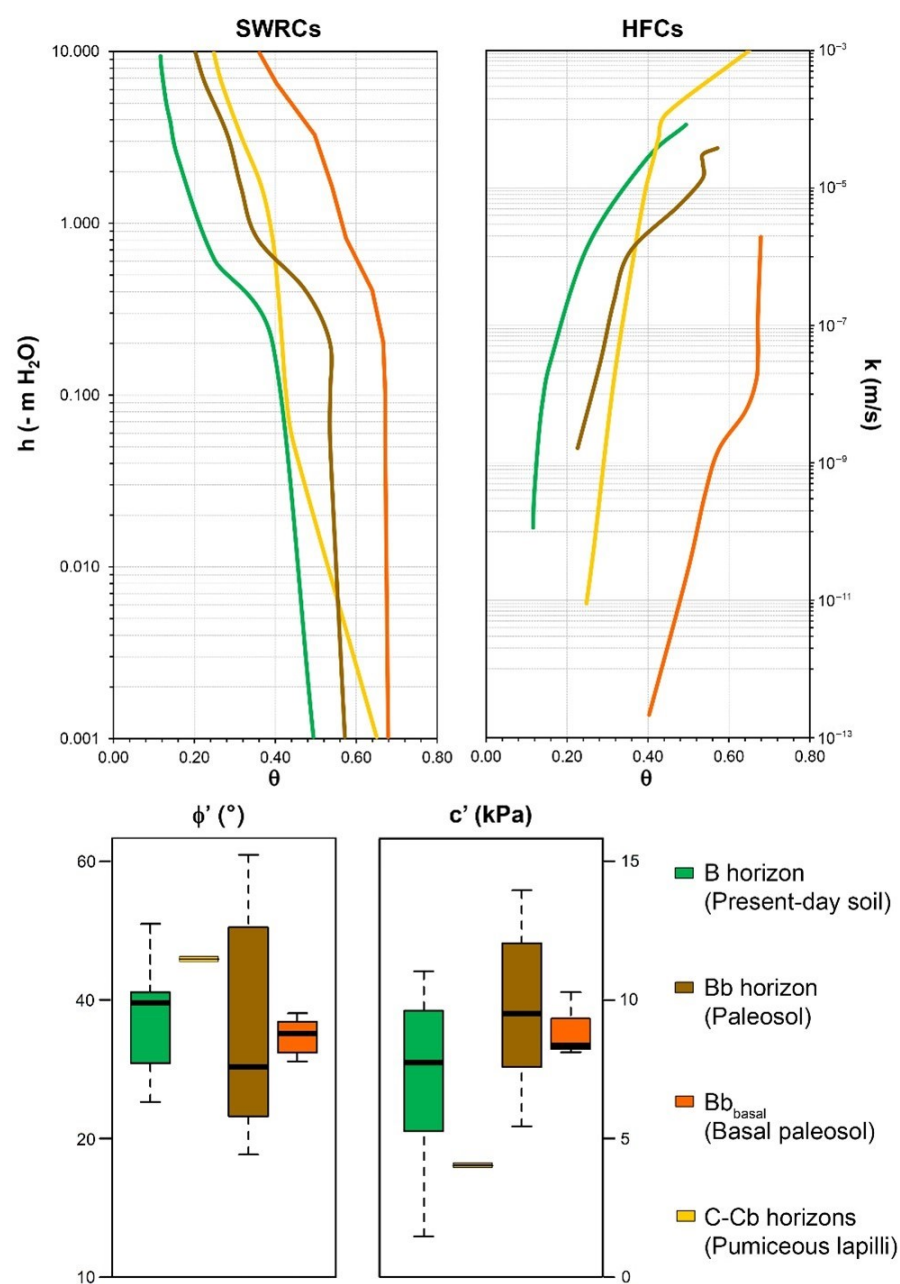 SWRCs
HFCs
10.000
1.000
0.100
0.010
0.001
h (- m H₂O)
0.00
0.20
0.40
0.60
0.80
θ
10⁻³
10⁻⁵
10⁻⁷
10⁻⁹
10⁻¹¹
10⁻¹³
k (m/s)
0.00
0.20
0.40
0.60
0.80
θ
ϕ' (°)
60
40
20
10
c' (kPa)
15
10
5
0
B horizon
(Present-day soil)
Bb horizon
(Paleosol)
Bb basal
(Basal paleosol)
C-Cb horizons
(Pumiceous lapilli)